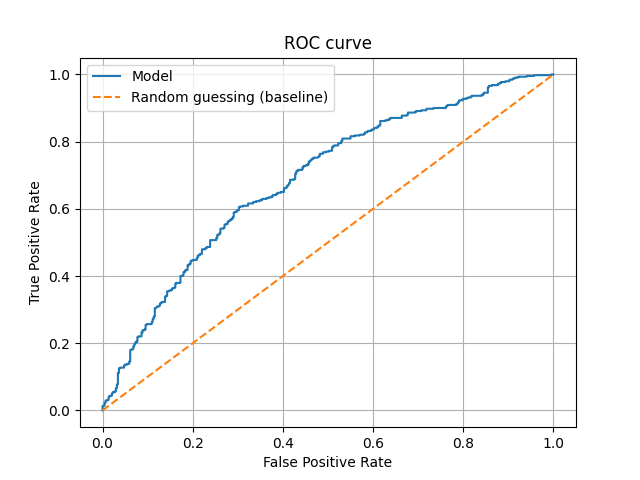 ROC curve
Model
Random guessing (baseline)
True Positive Rate
1.0
0.8
0.6
0.4
0.2
0.0
0.0 0.2 0.4 0.6 0.8 1.0
False Positive Rate